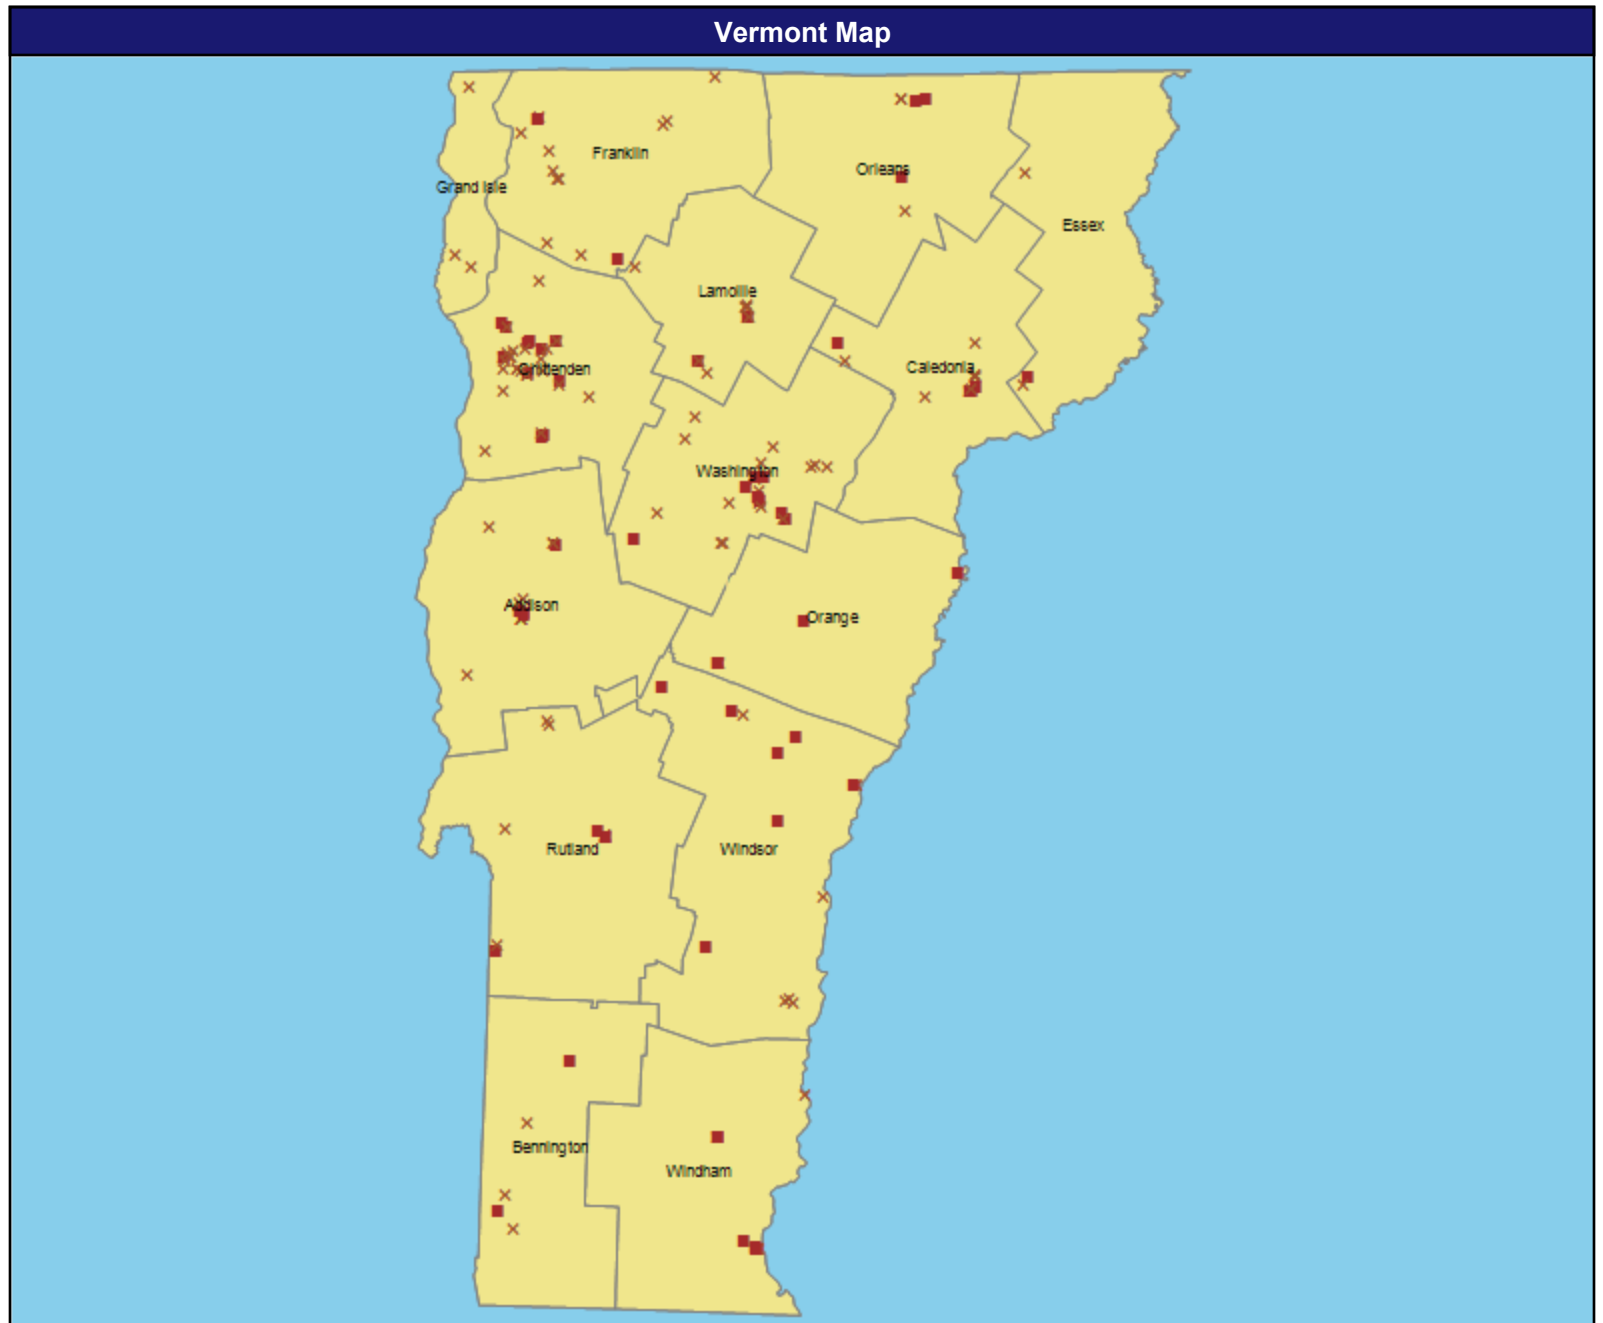 Vermont Map
Franklin
Orleans
Grand Isle
Essex
Lamoille
Chittenden
Caledonia
Washington
Addison
Orange
Rutland
Windsor
Bennington
Windham